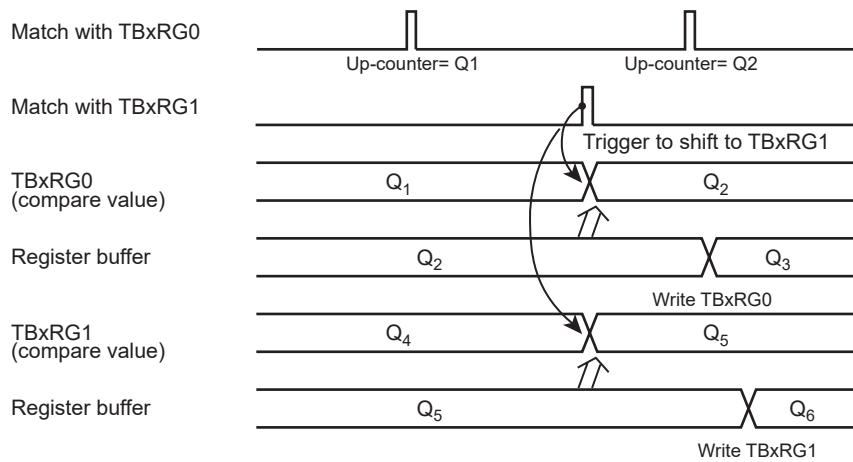 Match with TBxRG0
Up-counter= Q1
Up-counter= Q2
Match with TBxRG1
Trigger to shift to TBxRG1
TBxRG0
(compare value)
Q1
Q2
Register buffer
Q2
Q3
Write TBxRG0
TBxRG1
(compare value)
Q4
Q5
Register buffer
Q5
Q6
Write TBxRG1